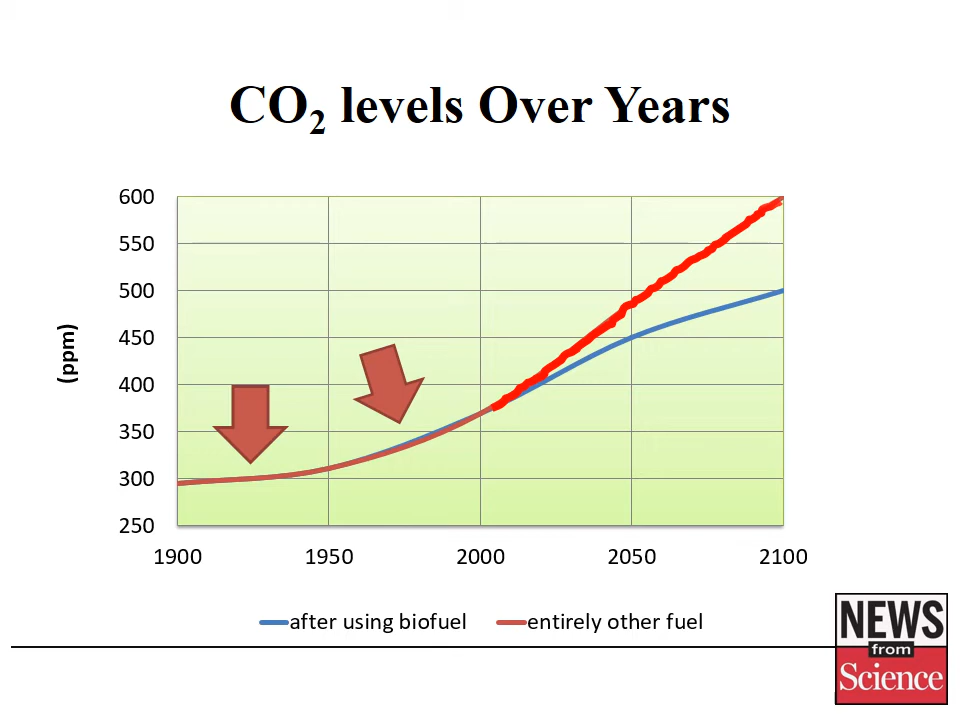 CO₂ levels Over Years
600
550
500
450
400
350
300
250
(ppm)
1900 1950 2000 2050 2100
after using biofuel entirely other fuel
NEWS
from
Science